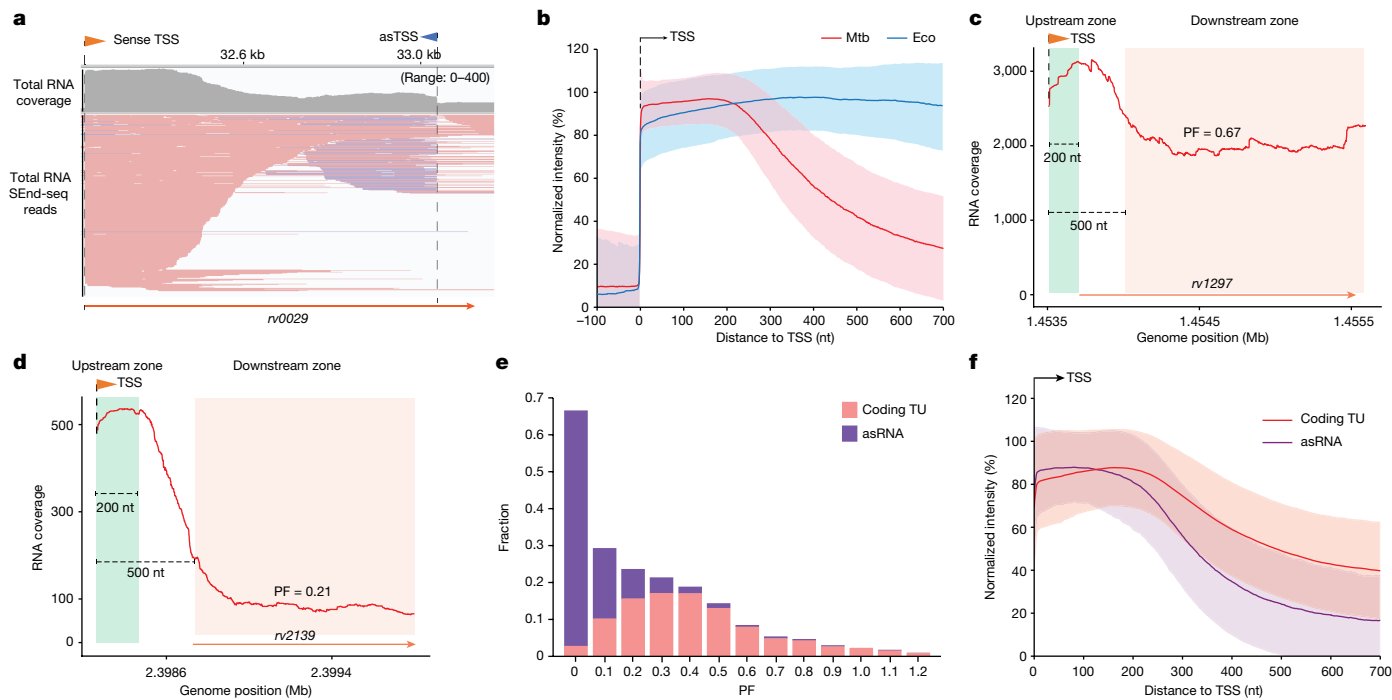 a
Sense TSS
asTSS
32.6 kb
33.0 kb
(Range: 0–400)
Total RNA
coverage
Total RNA
SEnd-seq
reads
rv0029
b
TSS
Mtb
Eco
Normalized intensity (%)
120
100
80
60
40
20
0
−100
0
100
200
300
400
500
600
700
Distance to TSS (nt)
c
Upstream zone
Downstream zone
TSS
RNA coverage
3,000
2,000
1,000
0
PF = 0.67
200 nt
500 nt
rv1297
1.4535
1.4545
1.4555
Genome position (Mb)
d
Upstream zone
Downstream zone
TSS
RNA coverage
500
300
100
0
200 nt
500 nt
PF = 0.21
rv2139
2.3986
2.3994
Genome position (Mb)
e
Coding TU
asRNA
Fraction
0.7
0.6
0.5
0.4
0.3
0.2
0.1
0
0
0.1
0.2
0.3
0.4
0.5
0.6
0.7
0.8
0.9
1.0
1.1
1.2
PF
f
TSS
Coding TU
asRNA
Normalized intensity (%)
120
100
80
60
40
20
0
0
100
200
300
400
500
600
700
Distance to TSS (nt)